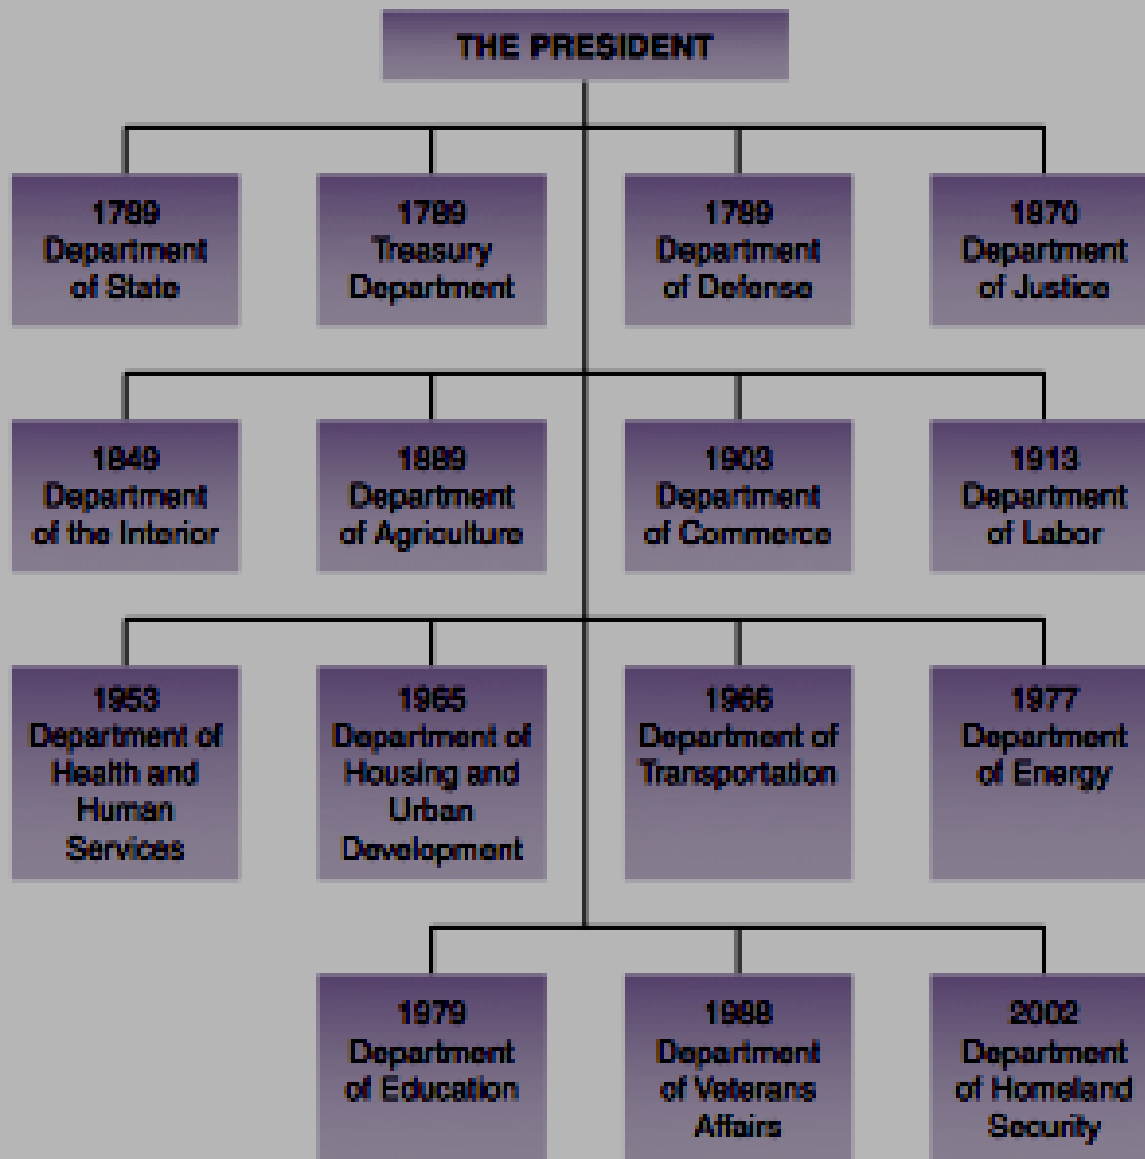 THE PRESIDENT
1789
Department
of State
1789
Treasury
Department
1789
Department
of Defense
1870
Department
of Justice
1849
Department
of the Interior
1889
Department
of Agriculture
1903
Department
of Commerce
1913
Department
of Labor
1953
Department of
Health and
Human
Services
1965
Department of
Housing and
Urban
Development
1966
Department of
Transportation
1977
Department
of Energy
1979
Department
of Education
1988
Department
of Veterans
Affairs
2002
Department
of Homeland
Security